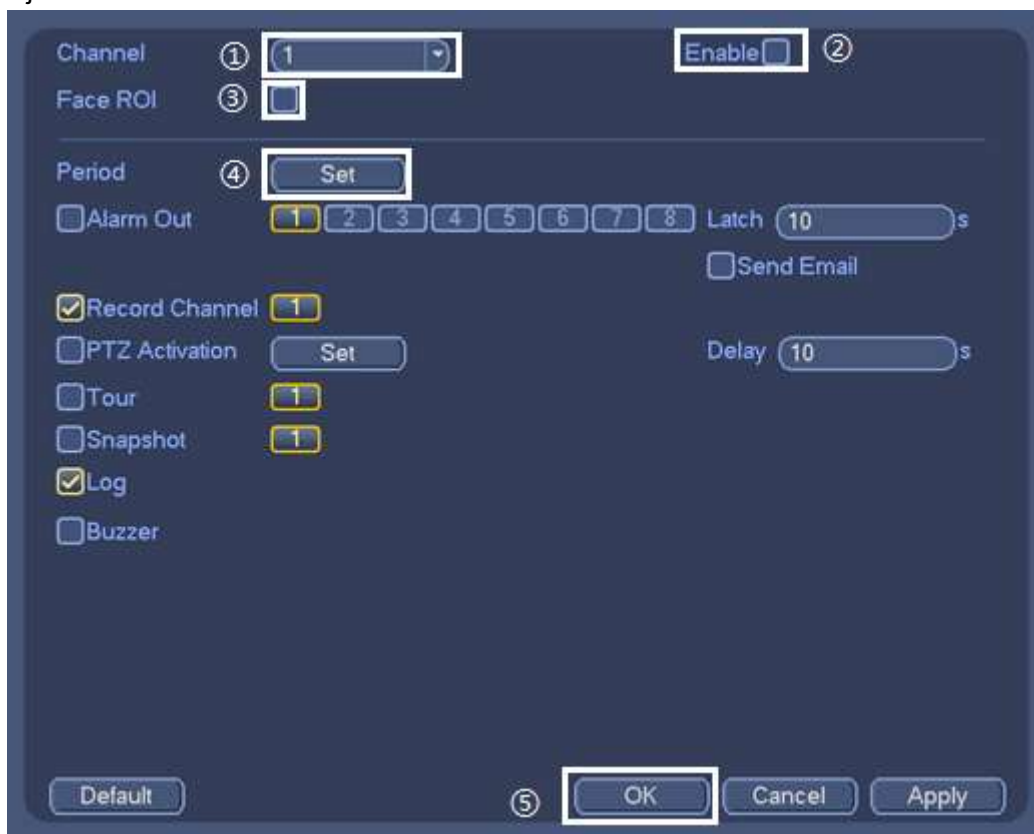 Channel ① 1 Enable ②
Face ROI ③
Period ④ Set
Alarm Out 1 2 3 4 5 6 7 8 Latch 10 s
Send Email
Record Channel 1
PTZ Activation Set Delay 10 s
Tour 1
Snapshot 1
Log
Buzzer
Default ⑤ OK Cancel Apply